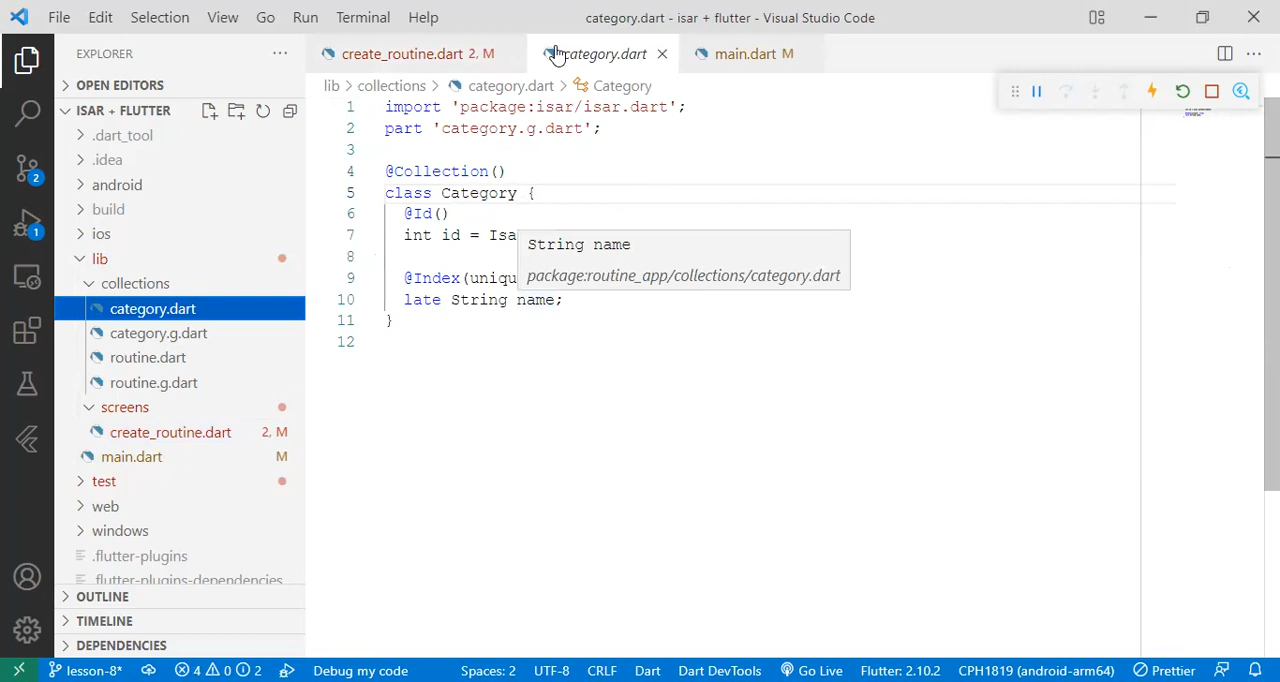 File Edit Selection View Go Run Terminal Help category.dart - isar + flutter - Visual Studio Code
EXPLORER
create_routine.dart 2, M
category.dart
main.dart M
OPEN EDITORS
ISAR + FLUTTER
.dart_tool
.idea
android
build
ios
lib
collections
category.dart
category.g.dart
routine.dart
routine.g.dart
screens
create_routine.dart 2, M
main.dart M
test
web
windows
.flutter-plugins
.flutter-plugins-dependencies
OUTLINE
TIMELINE
DEPENDENCIES
2
1
lib > collections > category.dart > Category
1 import 'package:isar/isar.dart';
2 part 'category.g.dart';
3
4 @Collection()
5 class Category {
6 @Id()
7 int id = Isa
8
9 @Index(uniqu
10 late String name;
11 }
12
String name
package:routine_app/collections/category.dart
lesson-8* 4 0 2 Debug my code Spaces: 2 UTF-8 CRLF Dart Dart DevTools Go Live Flutter: 2.10.2 CPH1819 (android-arm64) Prettier